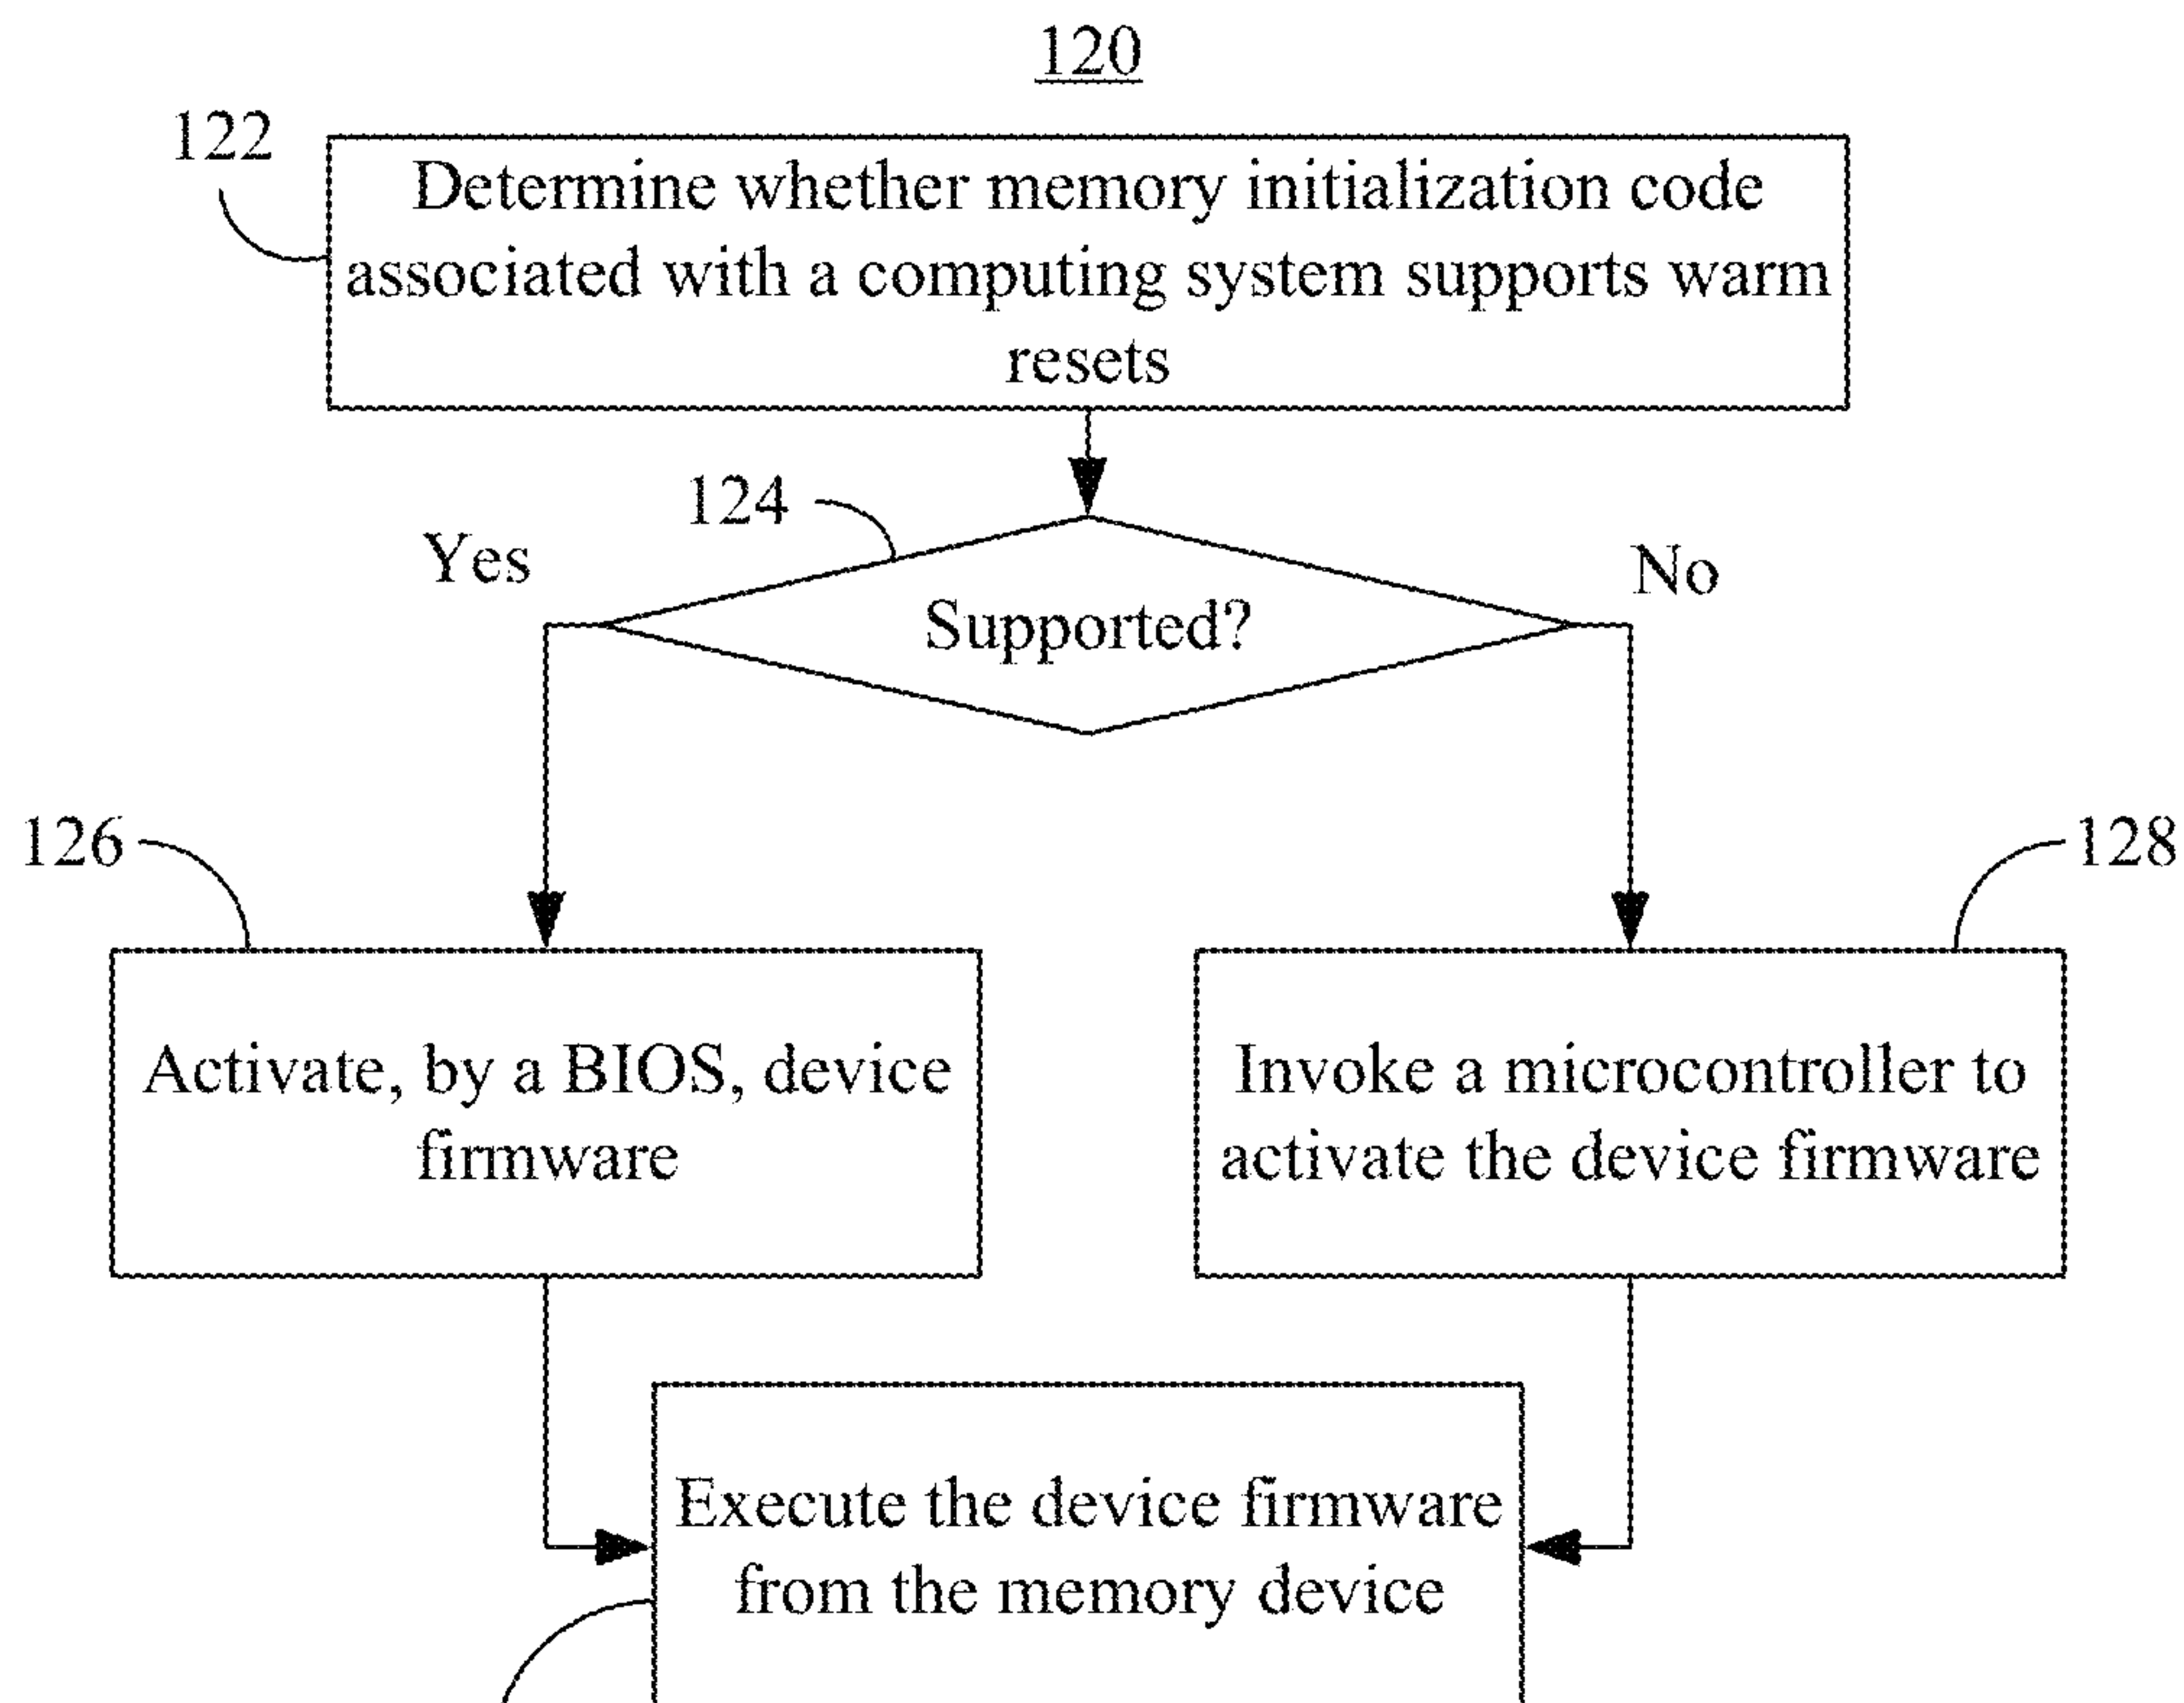 120
122
Determine whether memory initialization code
associated with a computing system supports warm
resets
124
Yes
No
Supported?
126
128
Activate, by a BIOS, device
firmware
Invoke a microcontroller to
activate the device firmware
Execute the device firmware
from the memory device